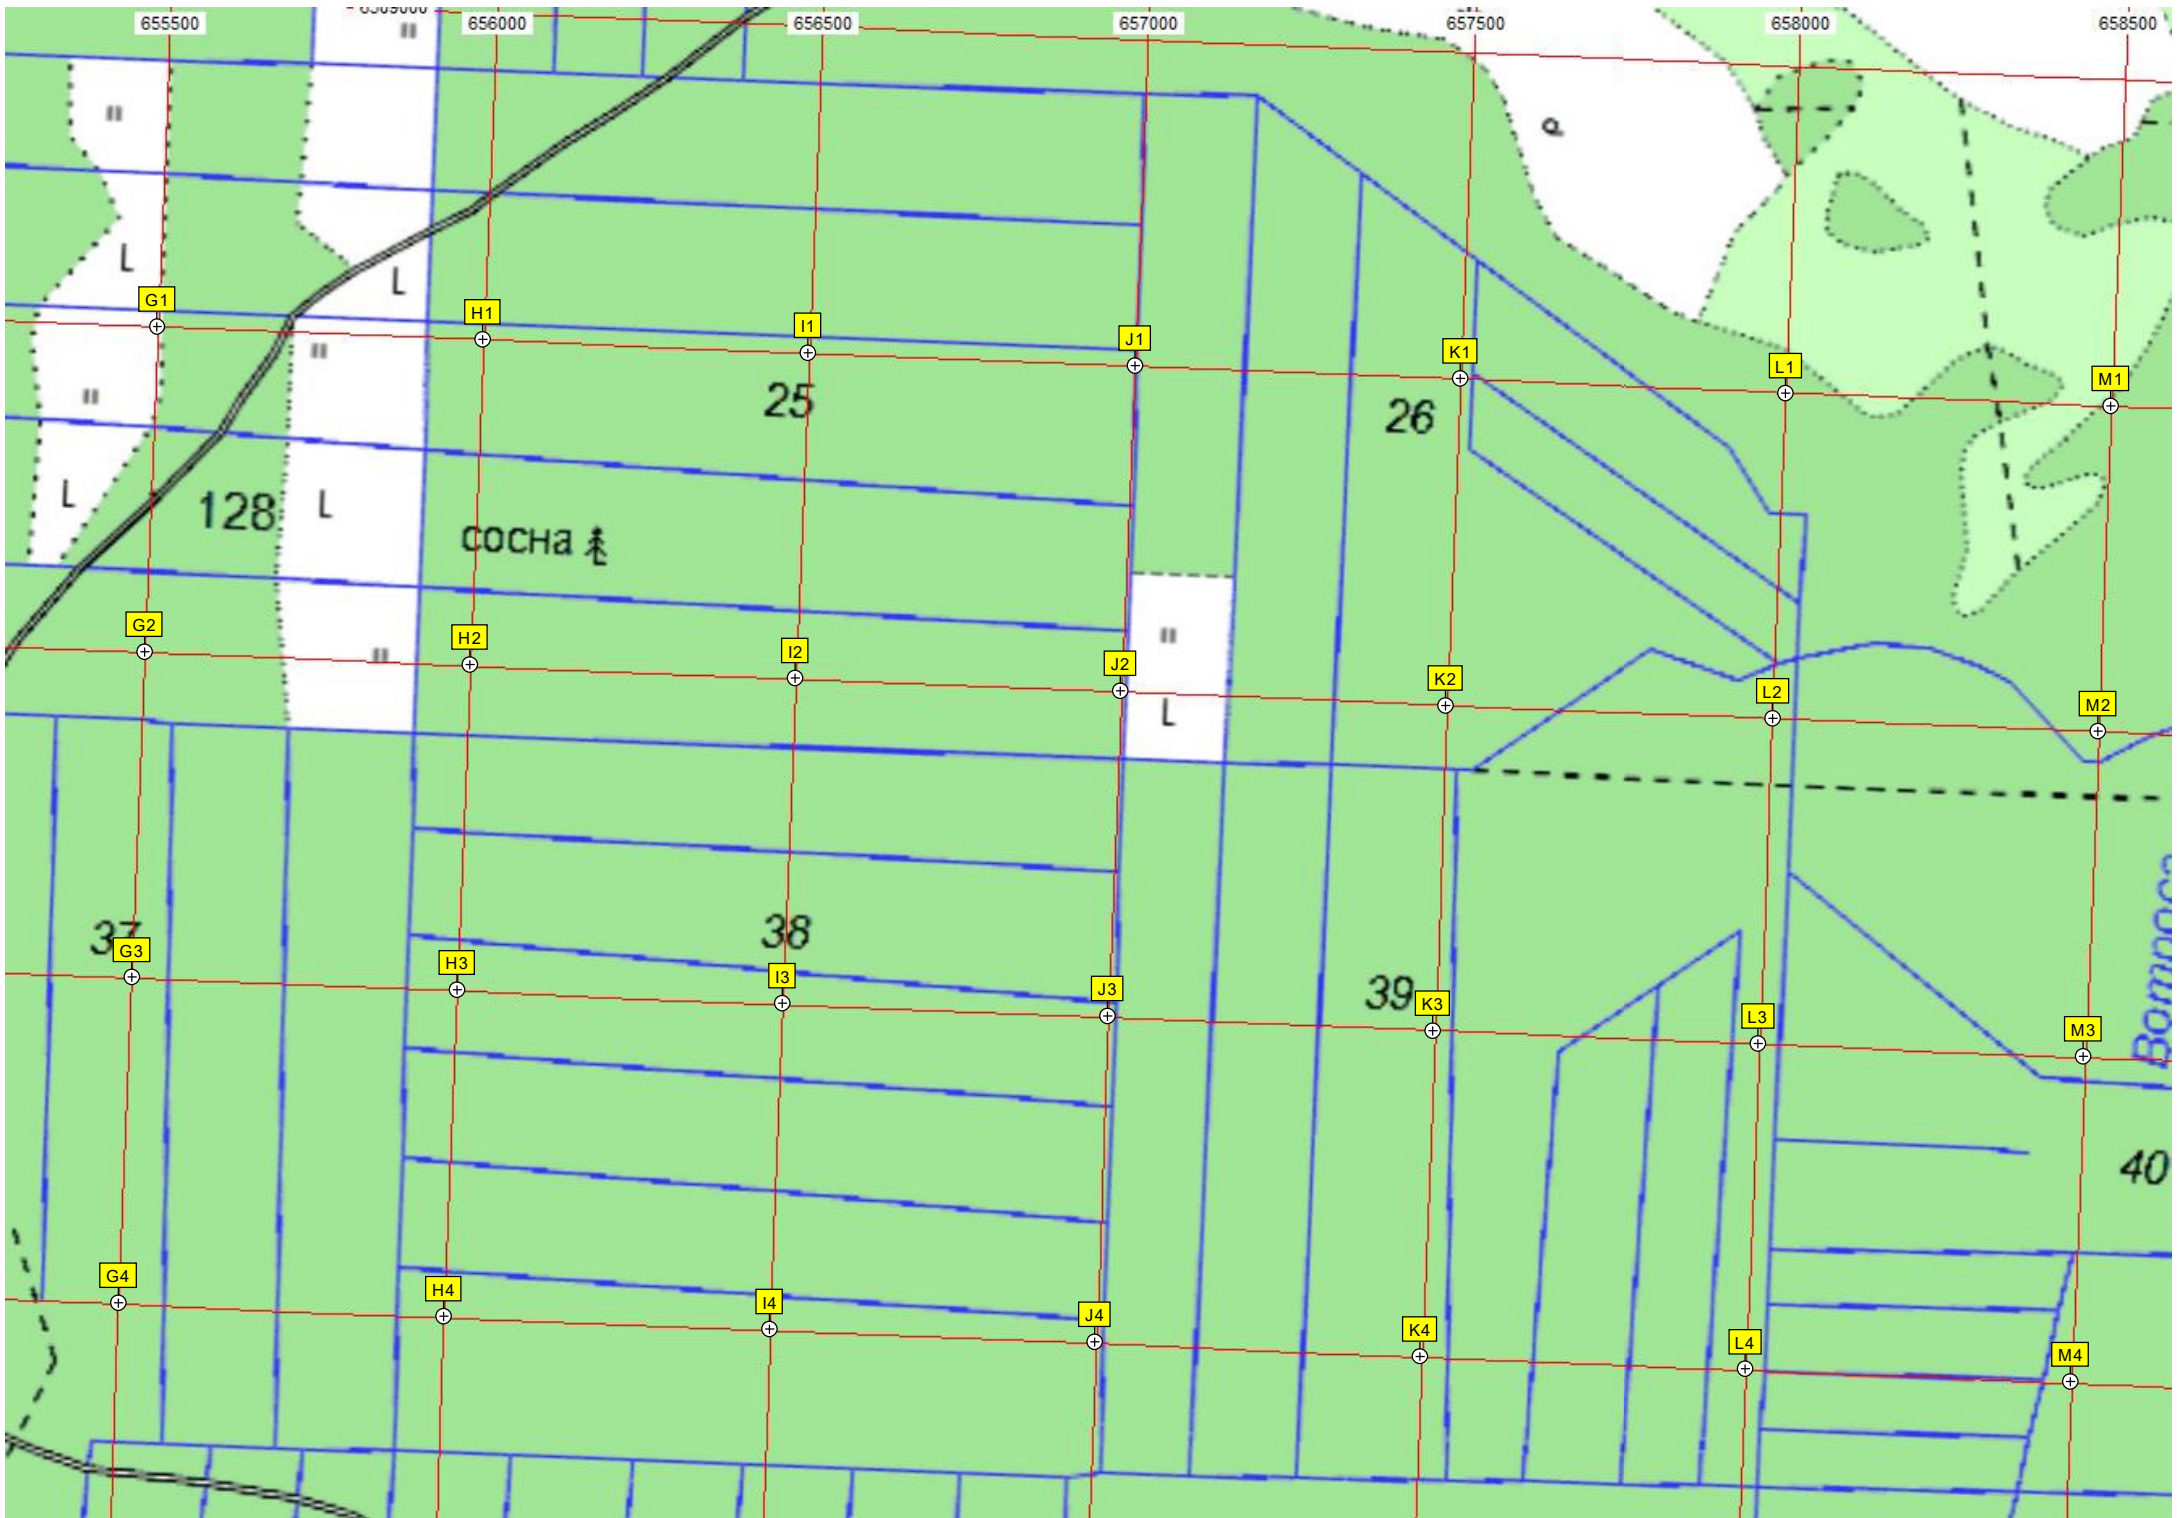 6509000
655500 656000 656500 657000 657500 658000 658500
G1 H1 I1 J1 K1 L1 M1
25 26
128
сосна
G2 H2 I2 J2 K2 L2 M2
37 38 39
G3 H3 I3 J3 K3 L3 M3
40
G4 H4 I4 J4 K4 L4 M4